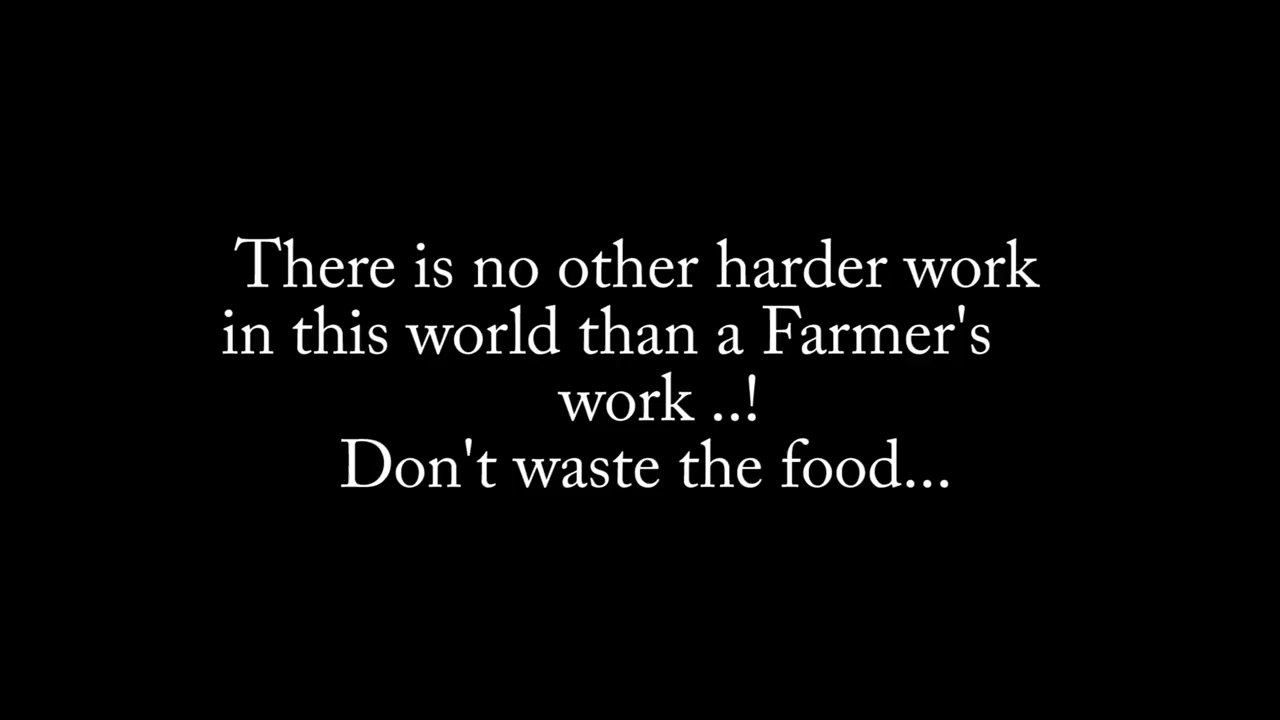 There is no other harder work
in this world than a Farmer's
work ..!
Don't waste the food...